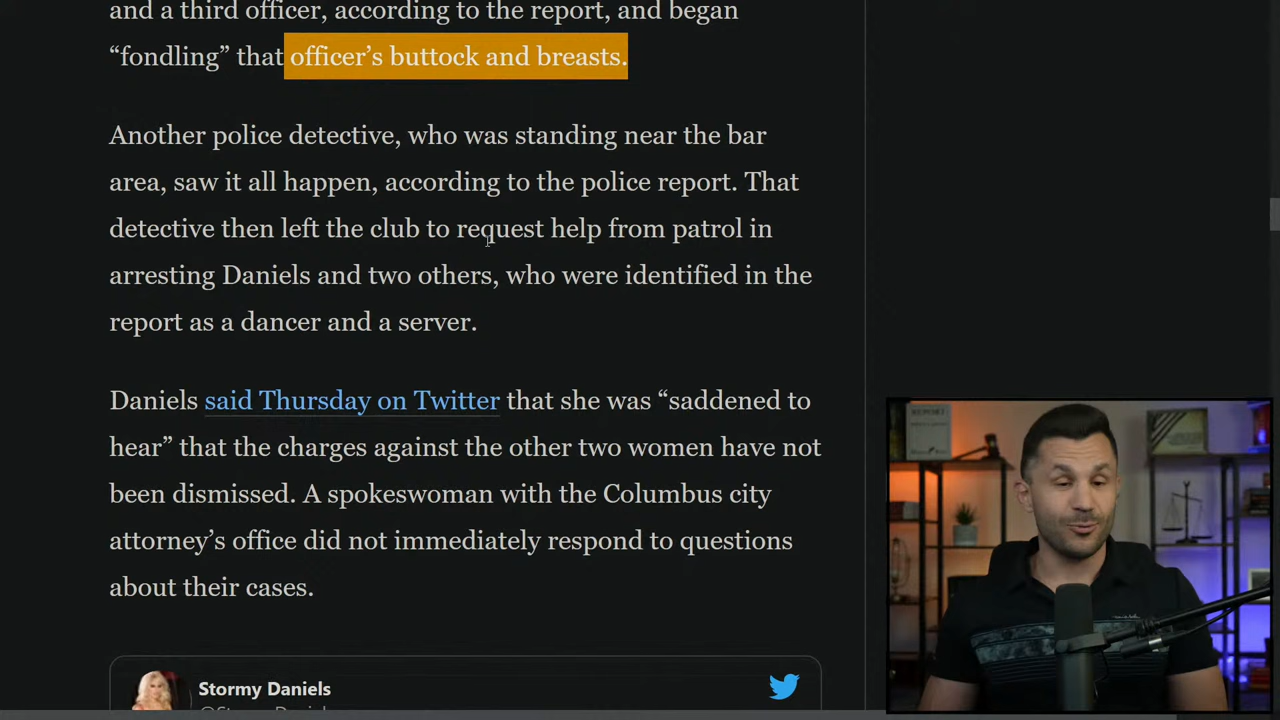 and a third officer, according to the report, and began
“fondling” that officer’s buttock and breasts.
Another police detective, who was standing near the bar
area, saw it all happen, according to the police report. That
detective then left the club to request help from patrol in
arresting Daniels and two others, who were identified in the
report as a dancer and a server.
Daniels said Thursday on Twitter that she was “saddened to
hear” that the charges against the other two women have not
been dismissed. A spokeswoman with the Columbus city
attorney’s office did not immediately respond to questions
about their cases.
Stormy Daniels